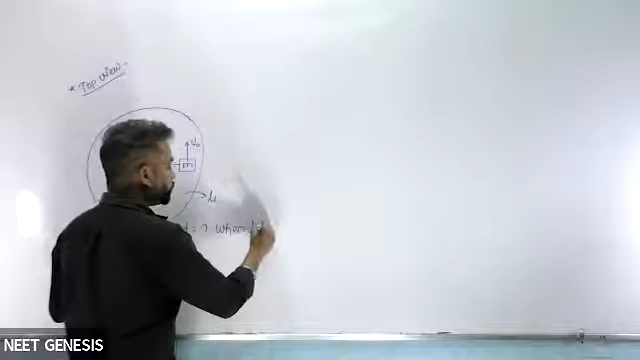 * Top view:
V₀
m
μ
t = ? when
NEET GENESIS